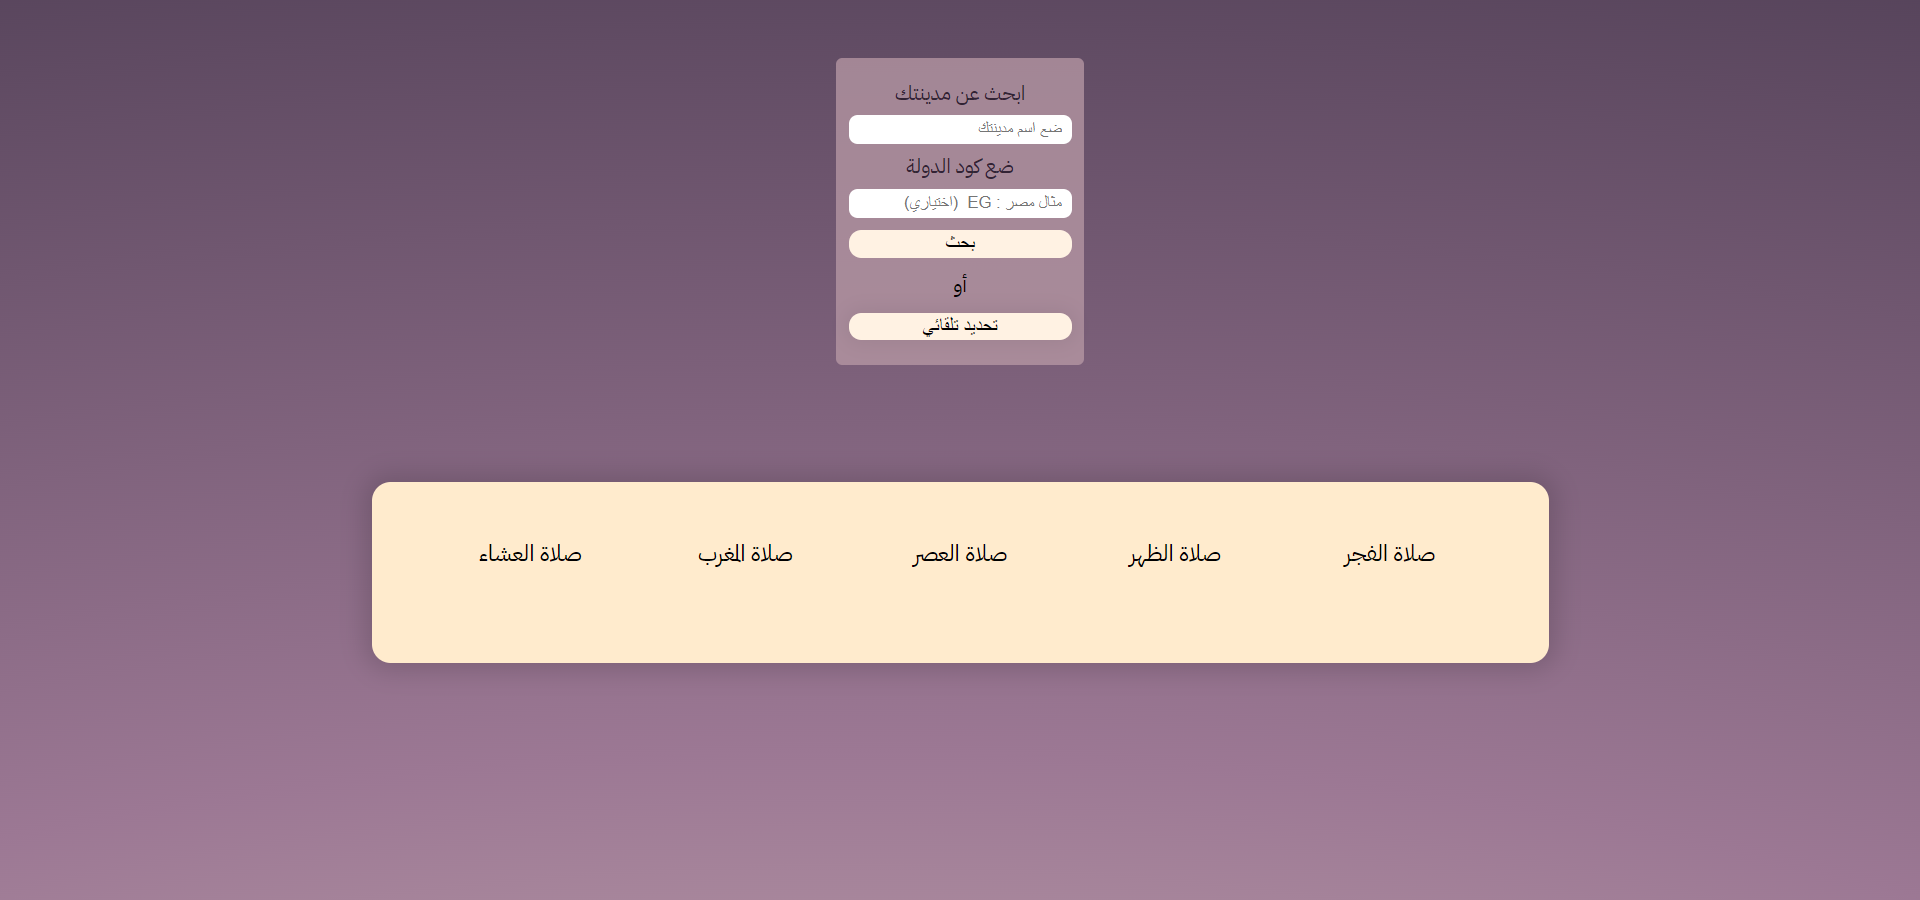 ابحث عن مدينتك
ضع اسم مدينتك
ضع كود الدولة
مثال مصر : EG (اختياري)
بحث
أو
تحديد تلقائي
صلاة الفجر صلاة الظهر صلاة العصر صلاة المغرب صلاة العشاء